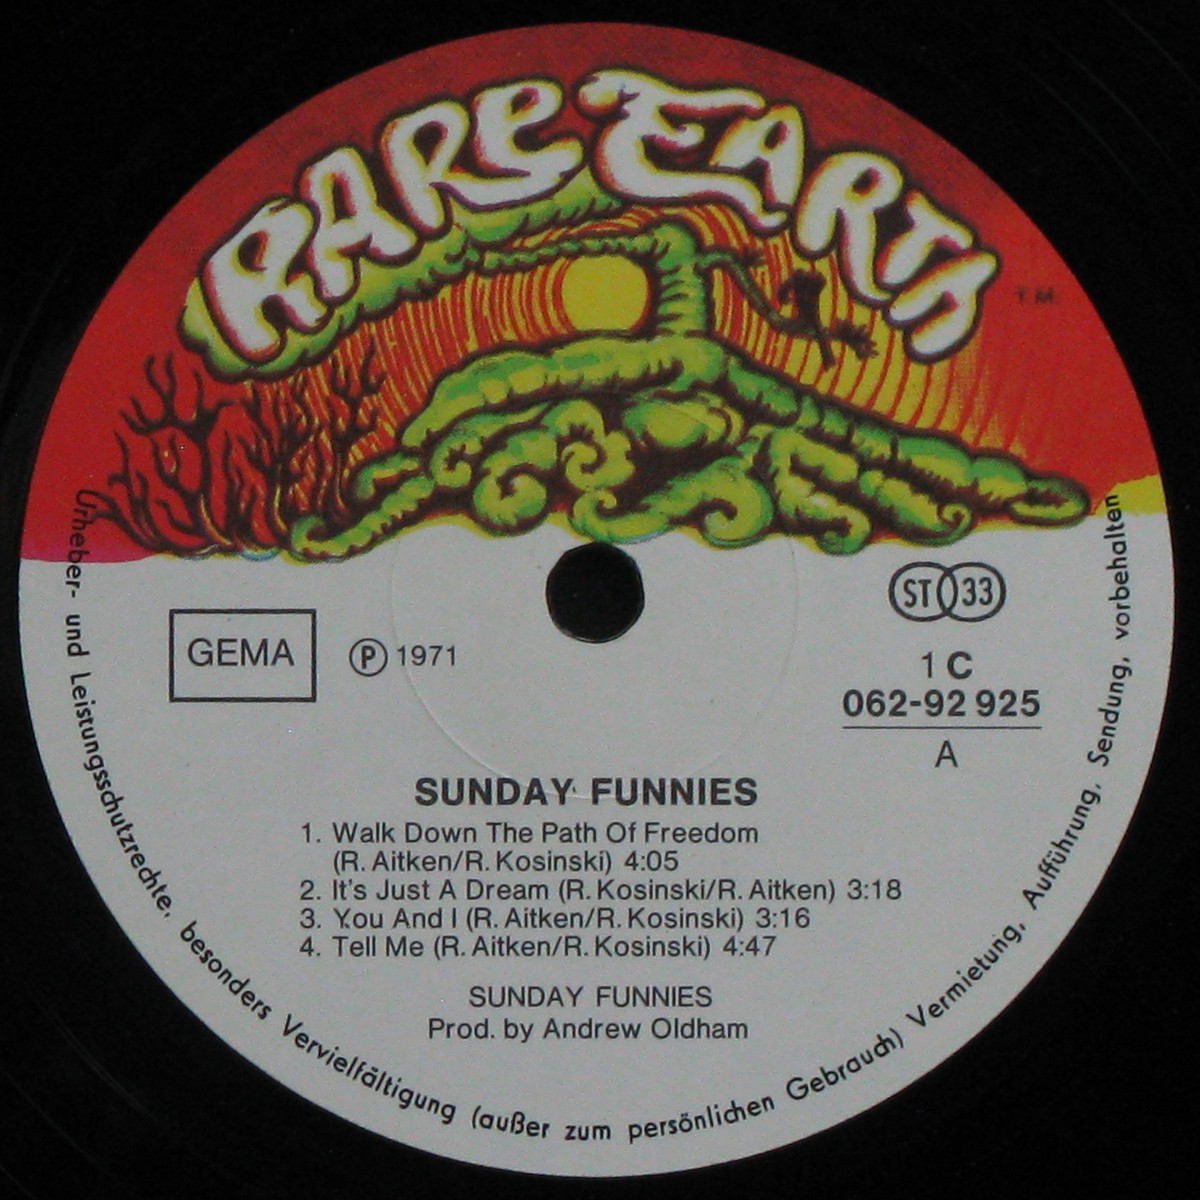 RARE EARTH
T.M.
ST 33
GEMA
Ⓟ 1971
1 C
062-92 925
A
SUNDAY FUNNIES
1. Walk Down The Path Of Freedom
(R. Aitken/R. Kosinski) 4:05
2. It's Just A Dream (R. Kosinski/R. Aitken) 3:18
3. You And I (R. Aitken/R. Kosinski) 3:16
4. Tell Me (R. Aitken/R. Kosinski) 4:47
SUNDAY FUNNIES
Prod. by Andrew Oldham
Urheber- und Leistungsschutzrechte, besonders Vervielfältigung (außer zum persönlichen Gebrauch) Vermietung, Aufführung, Sendung, vorbehalten